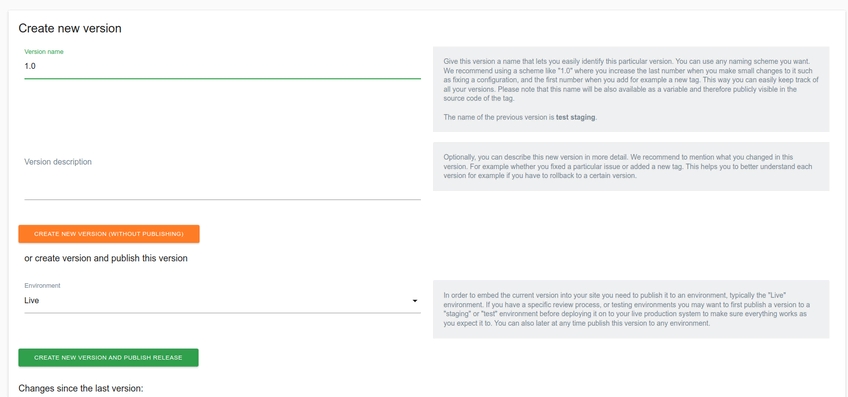 Create new version
Version name
1.0
Give this version a name that lets you easily identify this particular version. You can use any naming scheme you want.
We recommend using a scheme like "1.0" where you increase the last number when you make small changes to it such
as fixing a configuration, and the first number when you add for example a new tag. This way you can easily keep track of
all your versions. Please note that this name will be also available as a variable and therefore publicly visible in the
source code of the tag.
The name of the previous version is test staging.
Version description
Optionally, you can describe this new version in more detail. We recommend to mention what you changed in this
version. For example whether you fixed a particular issue or added a new tag. This helps you to better understand each
version for example if you have to rollback to a certain version.
CREATE NEW VERSION (WITHOUT PUBLISHING)
or create version and publish this version
Environment
Live
In order to embed the current version into your site you need to publish it to an environment, typically the "Live"
environment. If you have a specific review process, or testing environments you may want to first publish a version to a
"staging" or "test" environment before deploying it on to your live production system to make sure everything works as
you expect it to. You can also later at any time publish this version to any environment.
CREATE NEW VERSION AND PUBLISH RELEASE
Changes since the last version: